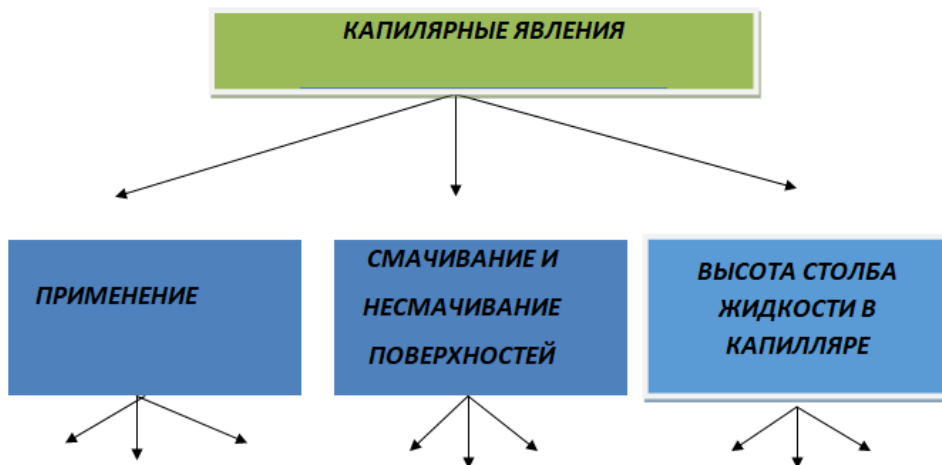 КАПИЛЯРНЫЕ ЯВЛЕНИЯ
ПРИМЕНЕНИЕ
СМАЧИВАНИЕ И
НЕСМАЧИВАНИЕ
ПОВЕРХНОСТЕЙ
ВЫСОТА СТОЛБА
ЖИДКОСТИ В
КАПИЛЛЯРЕ